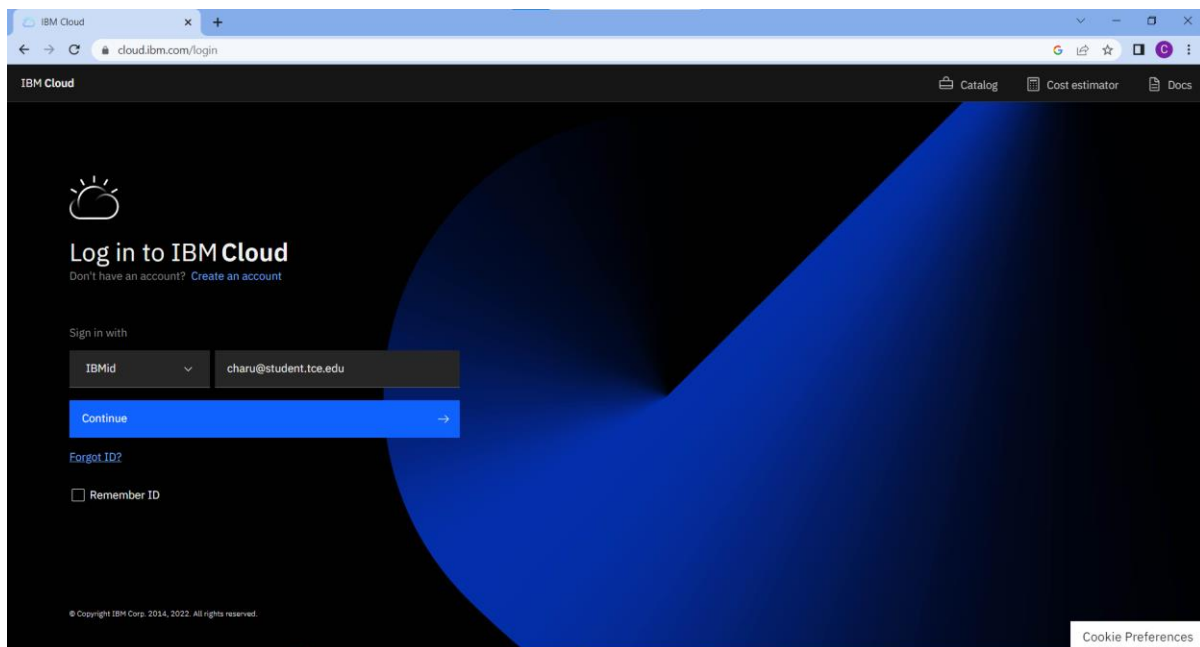 IBM Cloud
cloud.ibm.com/login
G
C
IBM Cloud
Catalog
Cost estimator
Docs
Log in to IBM Cloud
Don't have an account? Create an account
Sign in with
IBMid
charu@student.tce.edu
Continue
Forgot ID?
Remember ID
© Copyright IBM Corp. 2014, 2022. All rights reserved.
Cookie Preferences